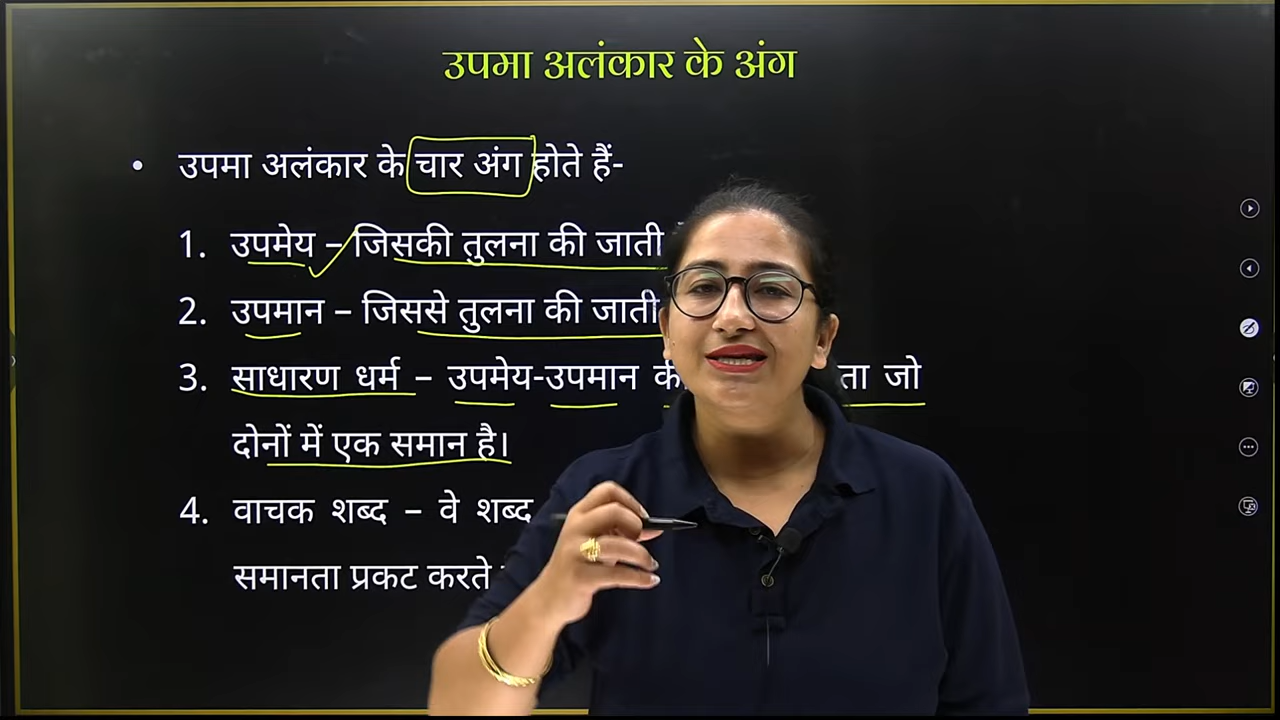 उपमा अलंकार के अंग
• उपमा अलंकार के चार अंग होते हैं-
1. उपमेय – जिसकी तुलना की जाती
2. उपमान – जिससे तुलना की जाती
3. साधारण धर्म – उपमेय-उपमान जो
दोनों में एक समान है।
4. वाचक शब्द – वे शब्द
समानता प्रकट करते